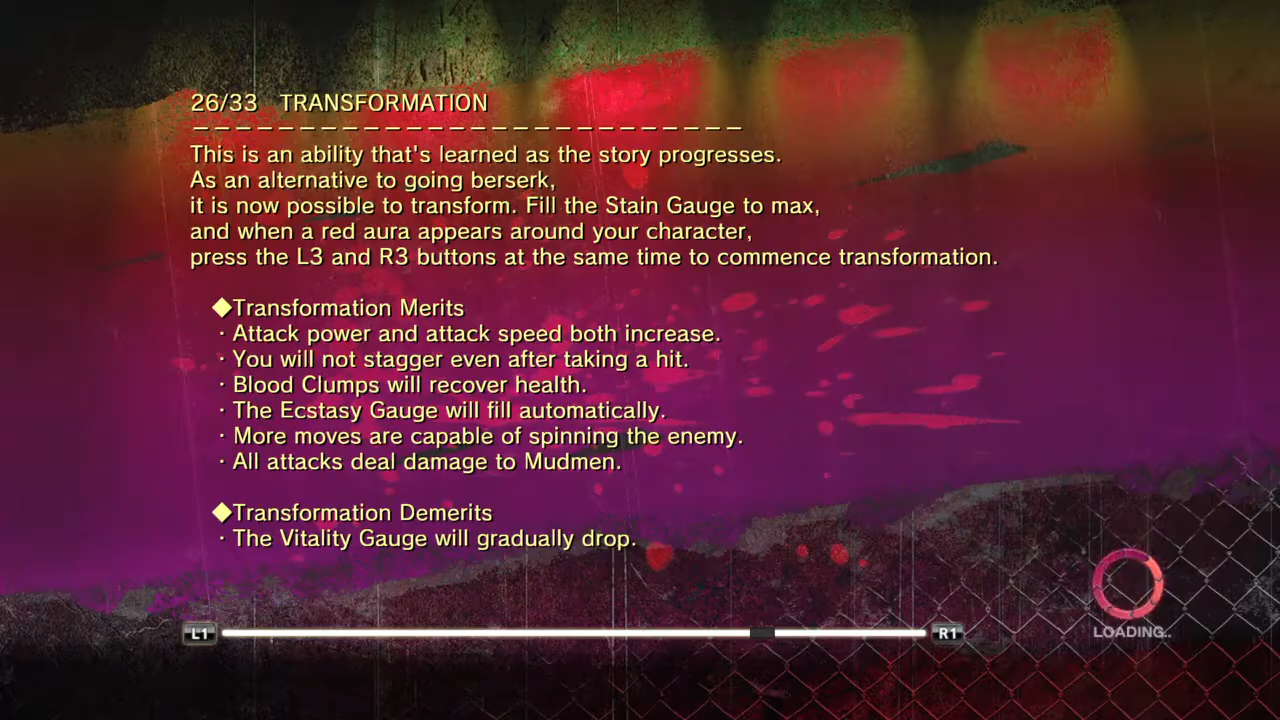 26/33 TRANSFORMATION
This is an ability that's learned as the story progresses.
As an alternative to going berserk,
it is now possible to transform. Fill the Stain Gauge to max,
and when a red aura appears around your character,
press the L3 and R3 buttons at the same time to commence transformation.
◆Transformation Merits
· Attack power and attack speed both increase.
· You will not stagger even after taking a hit.
· Blood Clumps will recover health.
· The Ecstasy Gauge will fill automatically.
· More moves are capable of spinning the enemy.
· All attacks deal damage to Mudmen.
◆Transformation Demerits
· The Vitality Gauge will gradually drop.
L1
R1
LOADING..